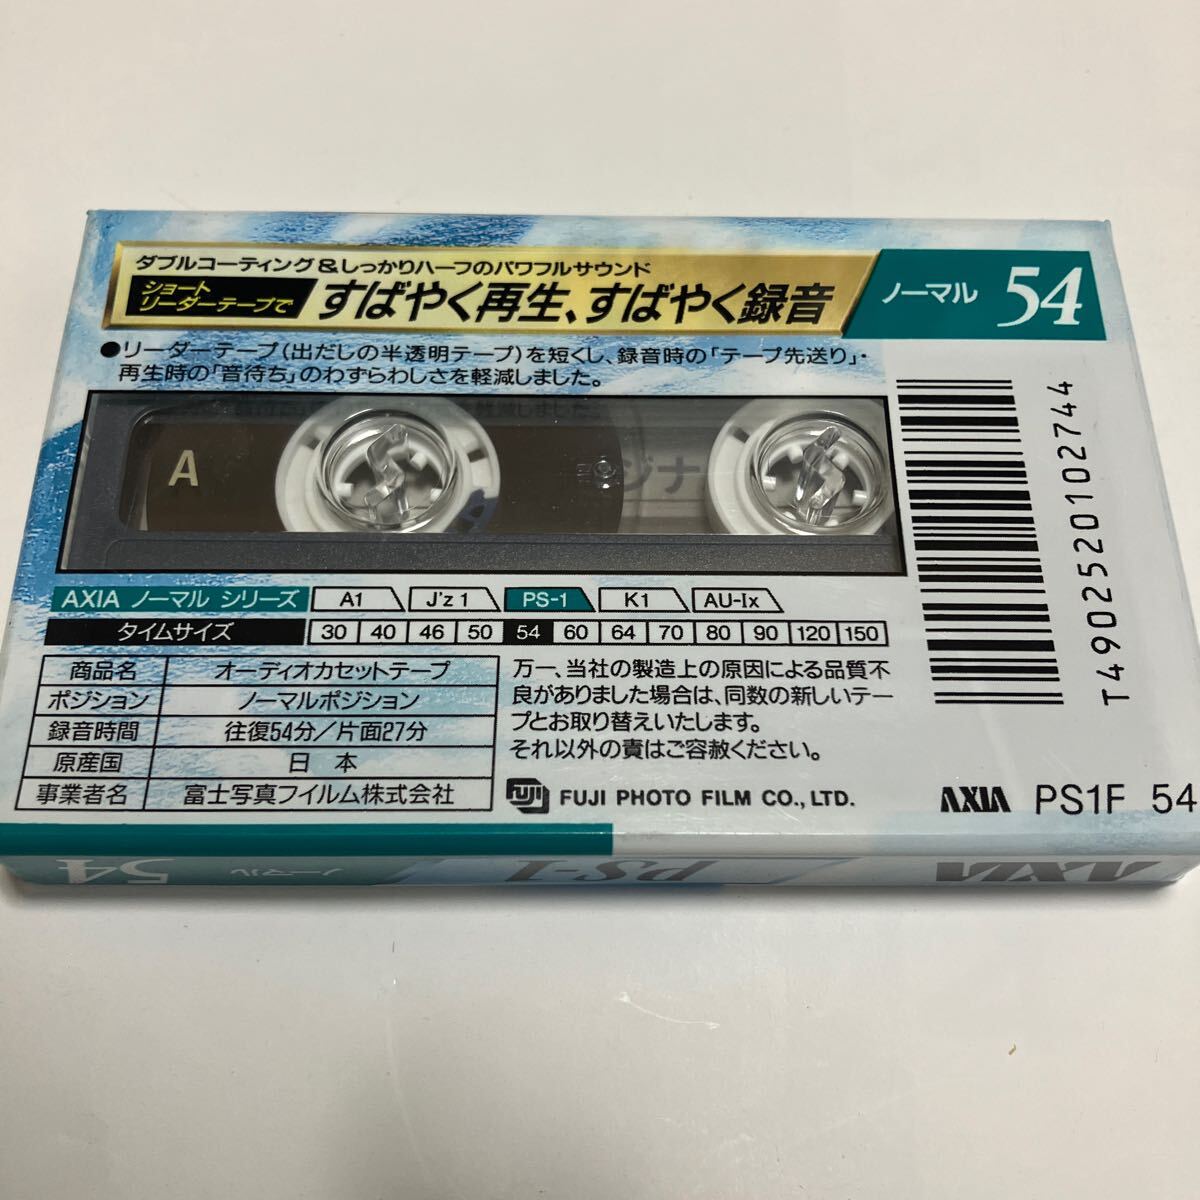 ダブルコーティング&しっかりハーフのパワフルサウンド
ショート
リーダーテープで
すばやく再生、すばやく録音
ノーマル 54
●リーダーテープ(出だしの半透明テープ)を短くし、録音時の「テープ先送り」・
再生時の「音待ち」のわずらわしさを軽減しました。
A
ジナ
T4902520102744
AXIA ノーマル シリーズ A1 J'z 1 PS-1 K1 AU-Ix
タイムサイズ 30 40 46 50 54 60 64 70 80 90 120 150
商品名 オーディオカセットテープ
ポジション ノーマルポジション
録音時間 往復54分/片面27分
原産国 日本
事業者名 富士写真フイルム株式会社
万一、当社の製造上の原因による品質不
良がありました場合は、同数の新しいテー
プとお取り替えいたします。
それ以外の責はご容赦ください。
FUJI FUJI PHOTO FILM CO., LTD.
AXIA PS1F 54
54 ノーマル PS-1 AXIA